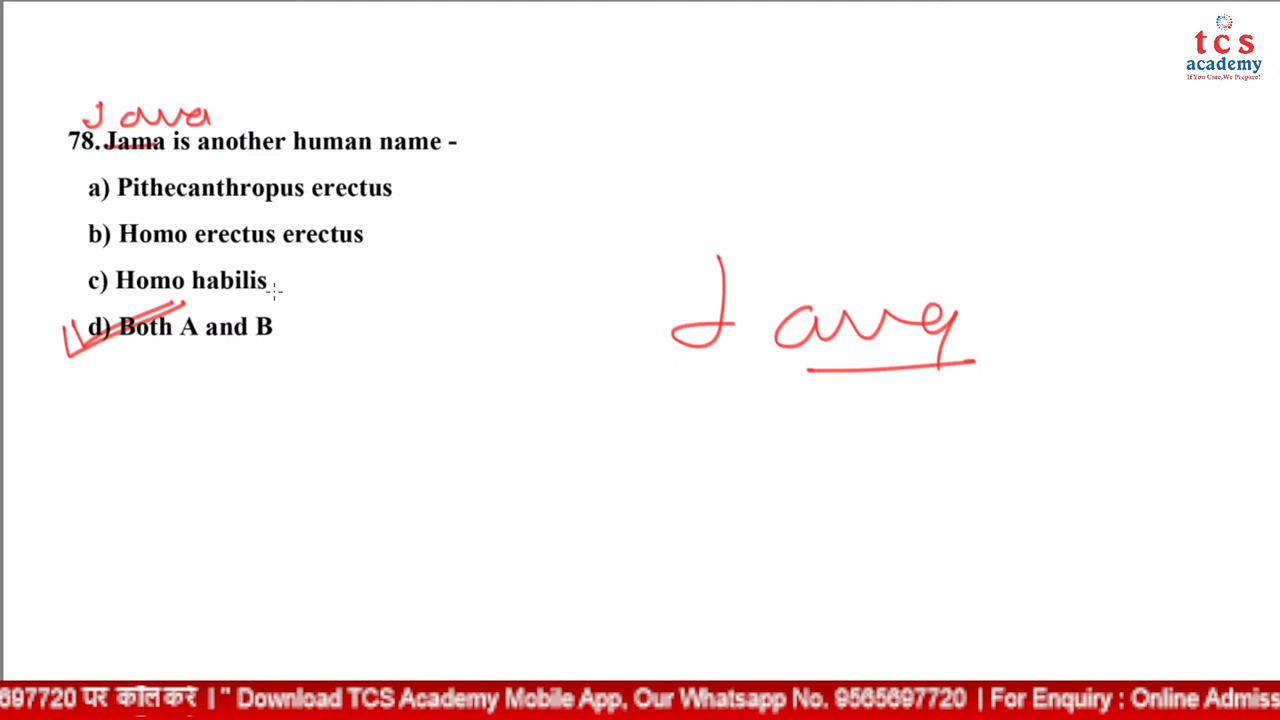 tcs
academy
If You Care,We Prepare!
Java
78.Jama is another human name -
a) Pithecanthropus erectus
b) Homo erectus erectus
c) Homo habilis
d) Both A and B
Java
697720 पर कॉल करें | " Download TCS Academy Mobile App, Our Whatsapp No. 9565697720 | For Enquiry : Online Admiss